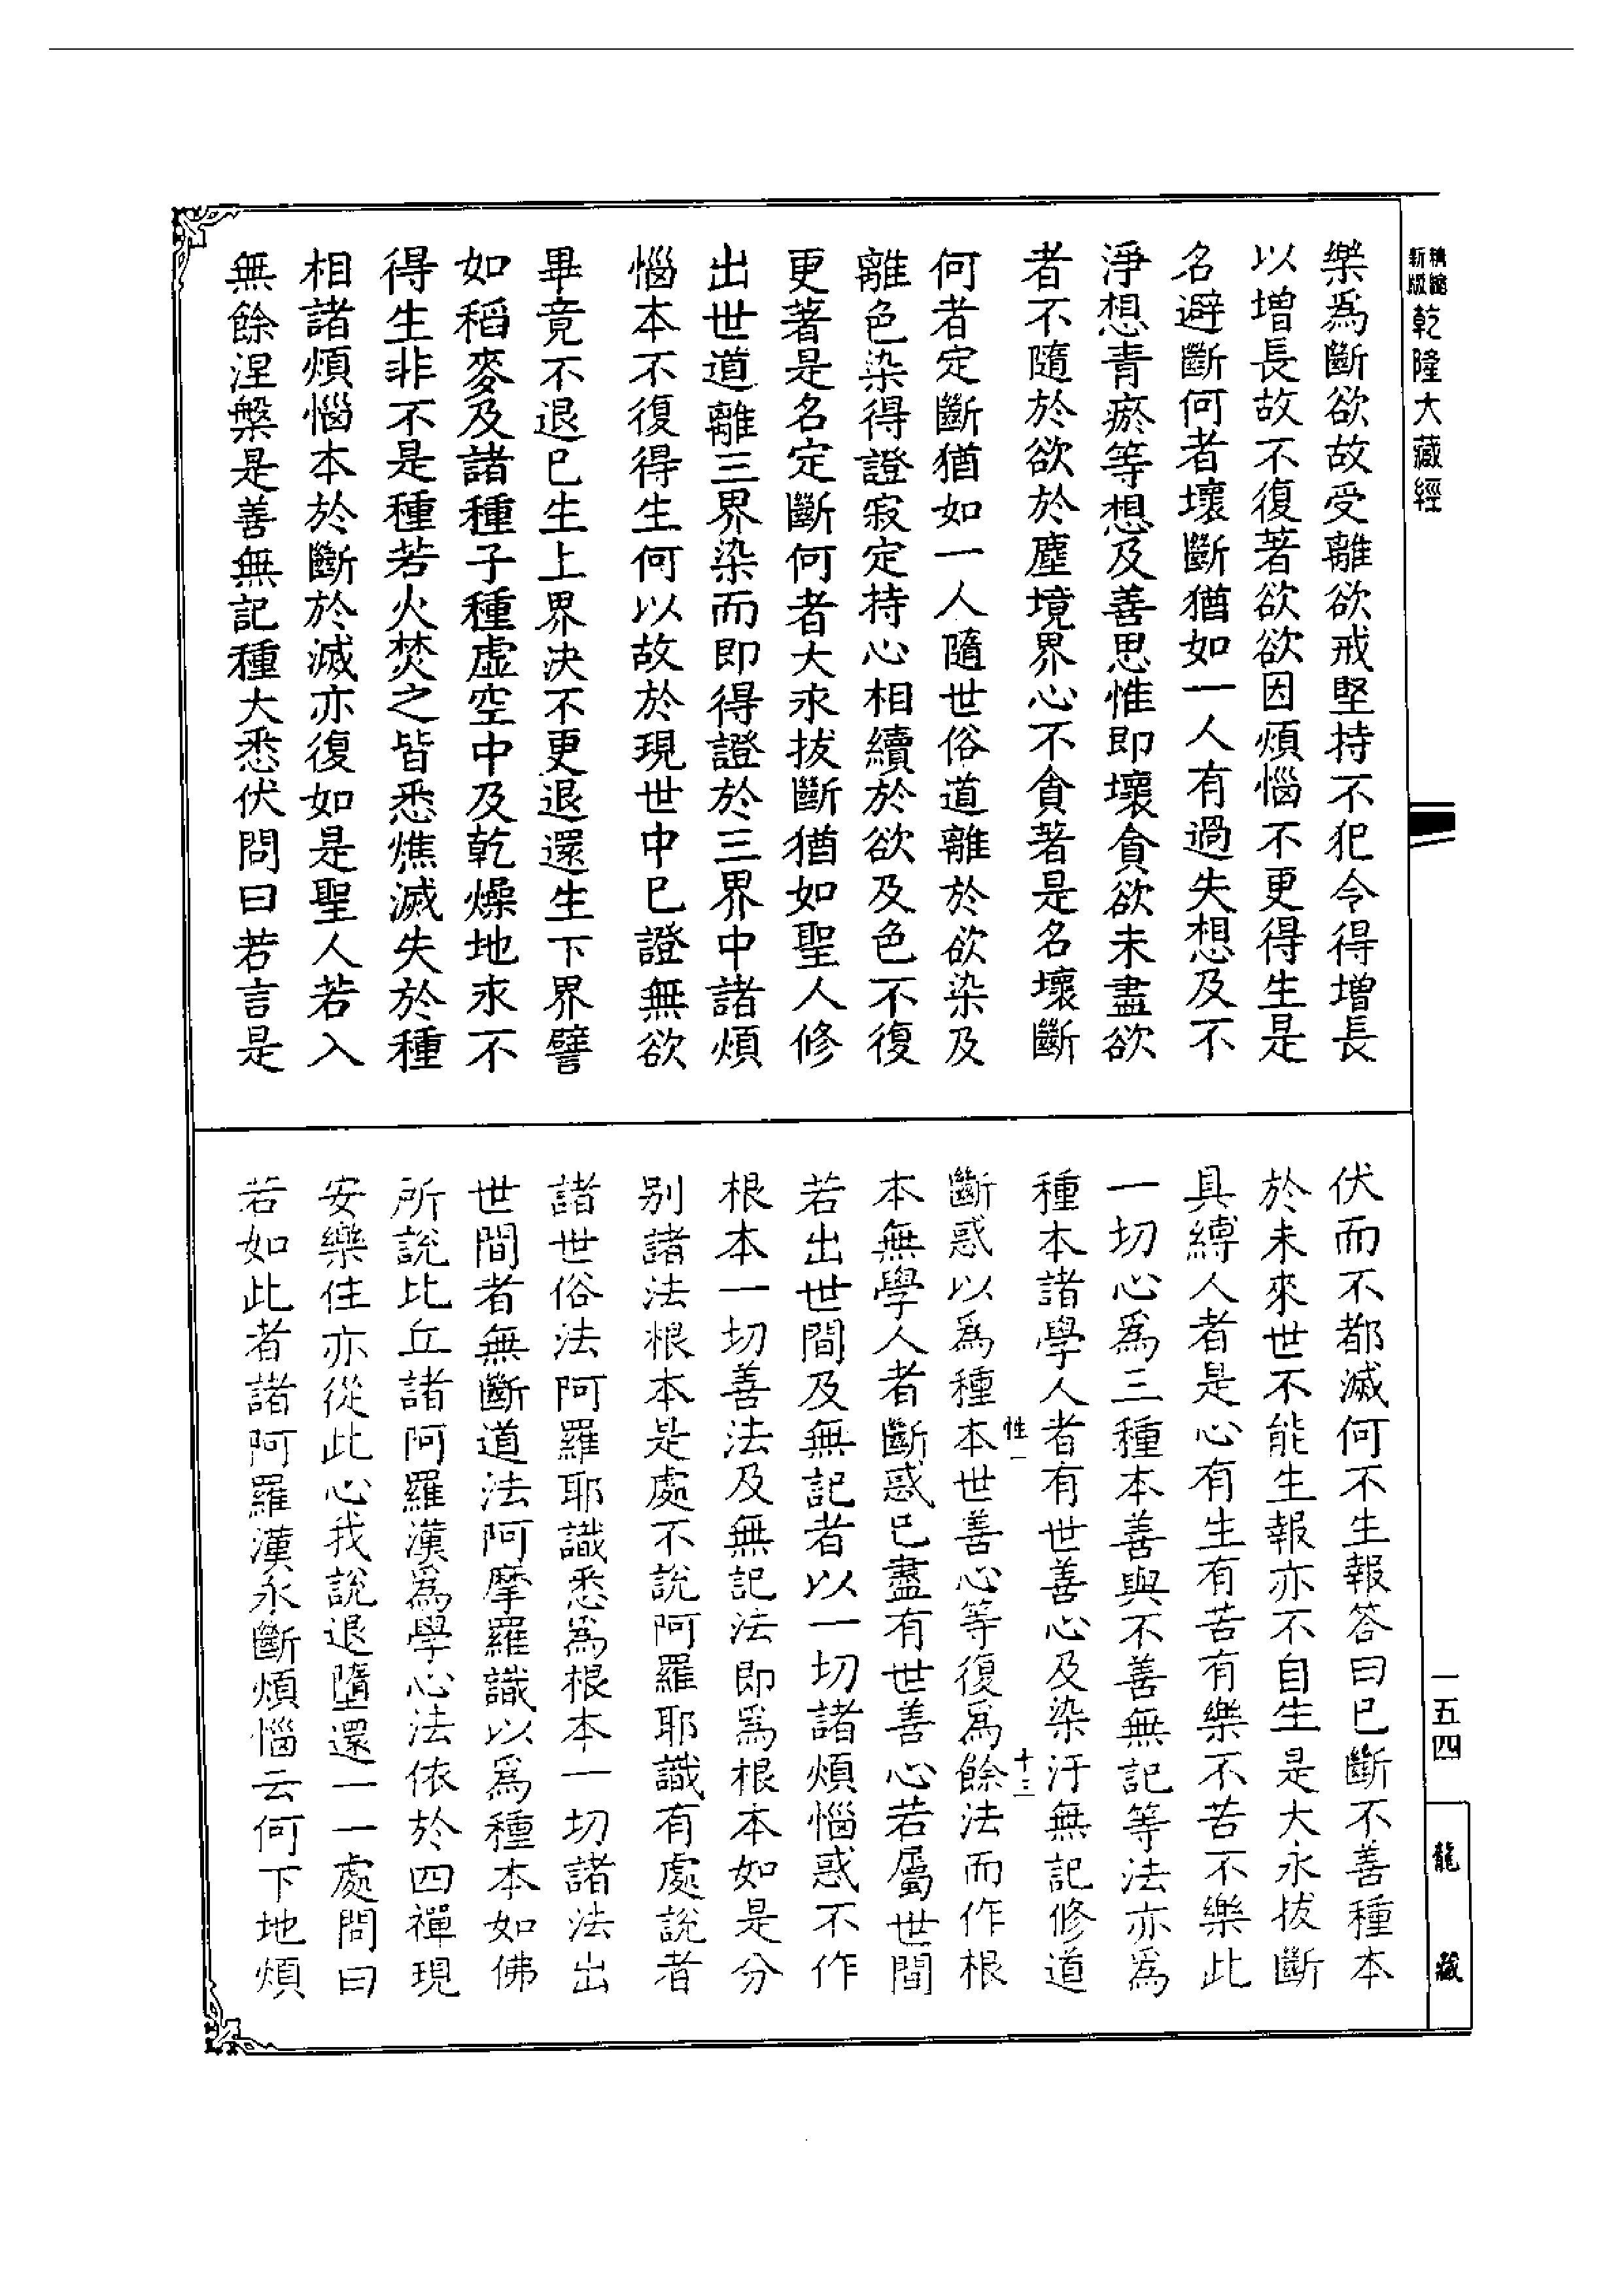 精縮
新版
乾隆大藏經
樂爲斷欲故受離欲戒堅持不犯令得增長
以增長故不復著欲欲因煩惱不更得生是
名避斷何者壞斷猶如一人有過失想及不
淨想青瘀等想及善思惟即壞貪欲未盡欲
者不隨於欲於塵境界心不貪著是名壞斷
何者定斷猶如一人隨世俗道離於欲染及
離色染得證寂定持心相續於欲及色不復
更著是名定斷何者大永拔斷猶如聖人修
出世道離三界染而即得證於三界中諸煩
惱本不復得生何以故於現世中已證無欲
畢竟不退已生上界決不更退還生下界譬
如稻麥及諸種子種虛空中及乾燥地永不
得生非不是種若火焚之皆悉燋滅失於種
相諸煩惱本於斷於滅亦復如是聖人若入
無餘涅槃是善無記種大悉伏問曰若言是
伏而不都滅何不生報答曰已斷不善種本
於未來世不能生報亦不自生是大永拔斷
具縛人者是心有生有苦有樂不苦不樂此
一切心爲三種本善與不善無記等法亦爲
種本諸學人者有世善心及染汙無記修道
性一
十三
斷惑以爲種本世善心等復爲餘法而作根
本無學人者斷惑已盡有世善心若屬世間
若出世間及無記者以一切諸煩惱惑不作
根本一切善法及無記法即爲根本如是分
別諸法根本是處不說阿羅耶識有處說者
諸世俗法阿羅耶識悉爲根本一切諸法出
世間者無斷道法阿摩羅識以爲種本如佛
所說比丘諸阿羅漢爲學心法依於四禪現
安樂住亦從此心我說退墮還一一處問曰
若如此者諸阿羅漢永斷煩惱云何下地煩
一五四
龍藏